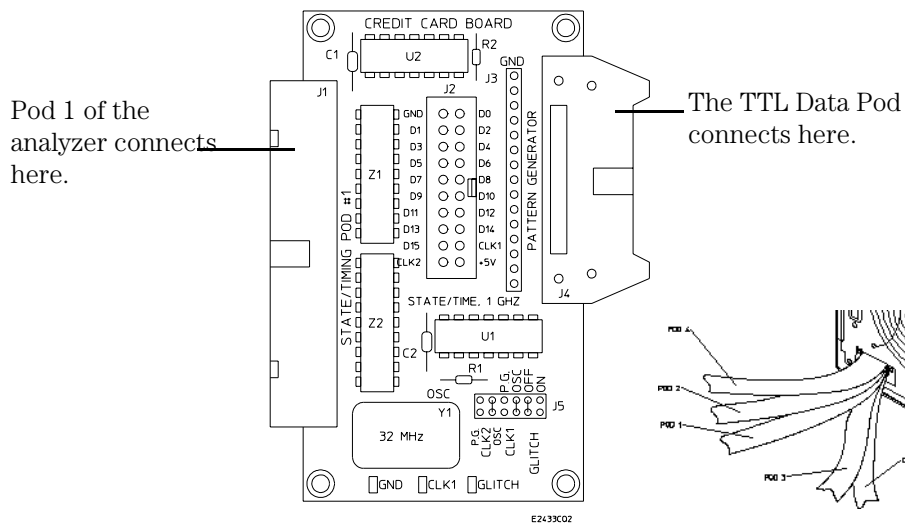 CREDIT CARD BOARD
C1
U2
R2
GND
J3
J1
J2
Pod 1 of the
analyzer connects
here.
The TTL Data Pod
connects here.
GND D0
D1 D2
D3 D4
D5 D6
D7 D8
D9 D10
D11 D12
D13 D14
D15 CLK1
CLK2 +5V
Z1
STATE/TIMING POD #1
PATTERN GENERATOR
J4
STATE/TIME, 1 GHZ
Z2
C2
U1
R1
OSC
Y1
32 MHz
P.G.
OSC
OFF
ON
J5
P.G.
CLK2
OSC
CLK1
GLITCH
GND
CLK1
GLITCH
E2433C02
POD 2
POD 1
POD 3